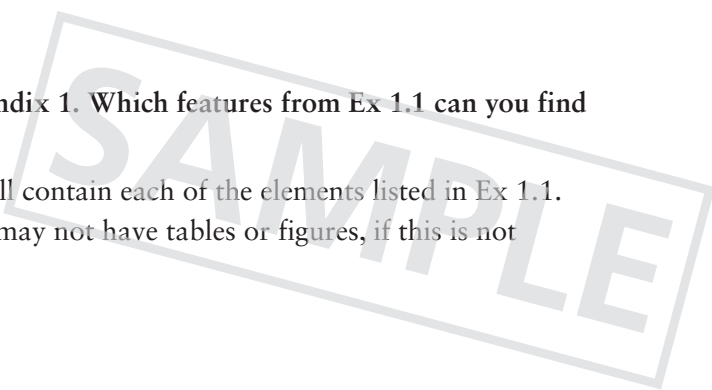 ndix 1. Which features from Ex 1.1 can you find
ll contain each of the elements listed in Ex 1.1.
may not have tables or figures, if this is not
SAMPLE